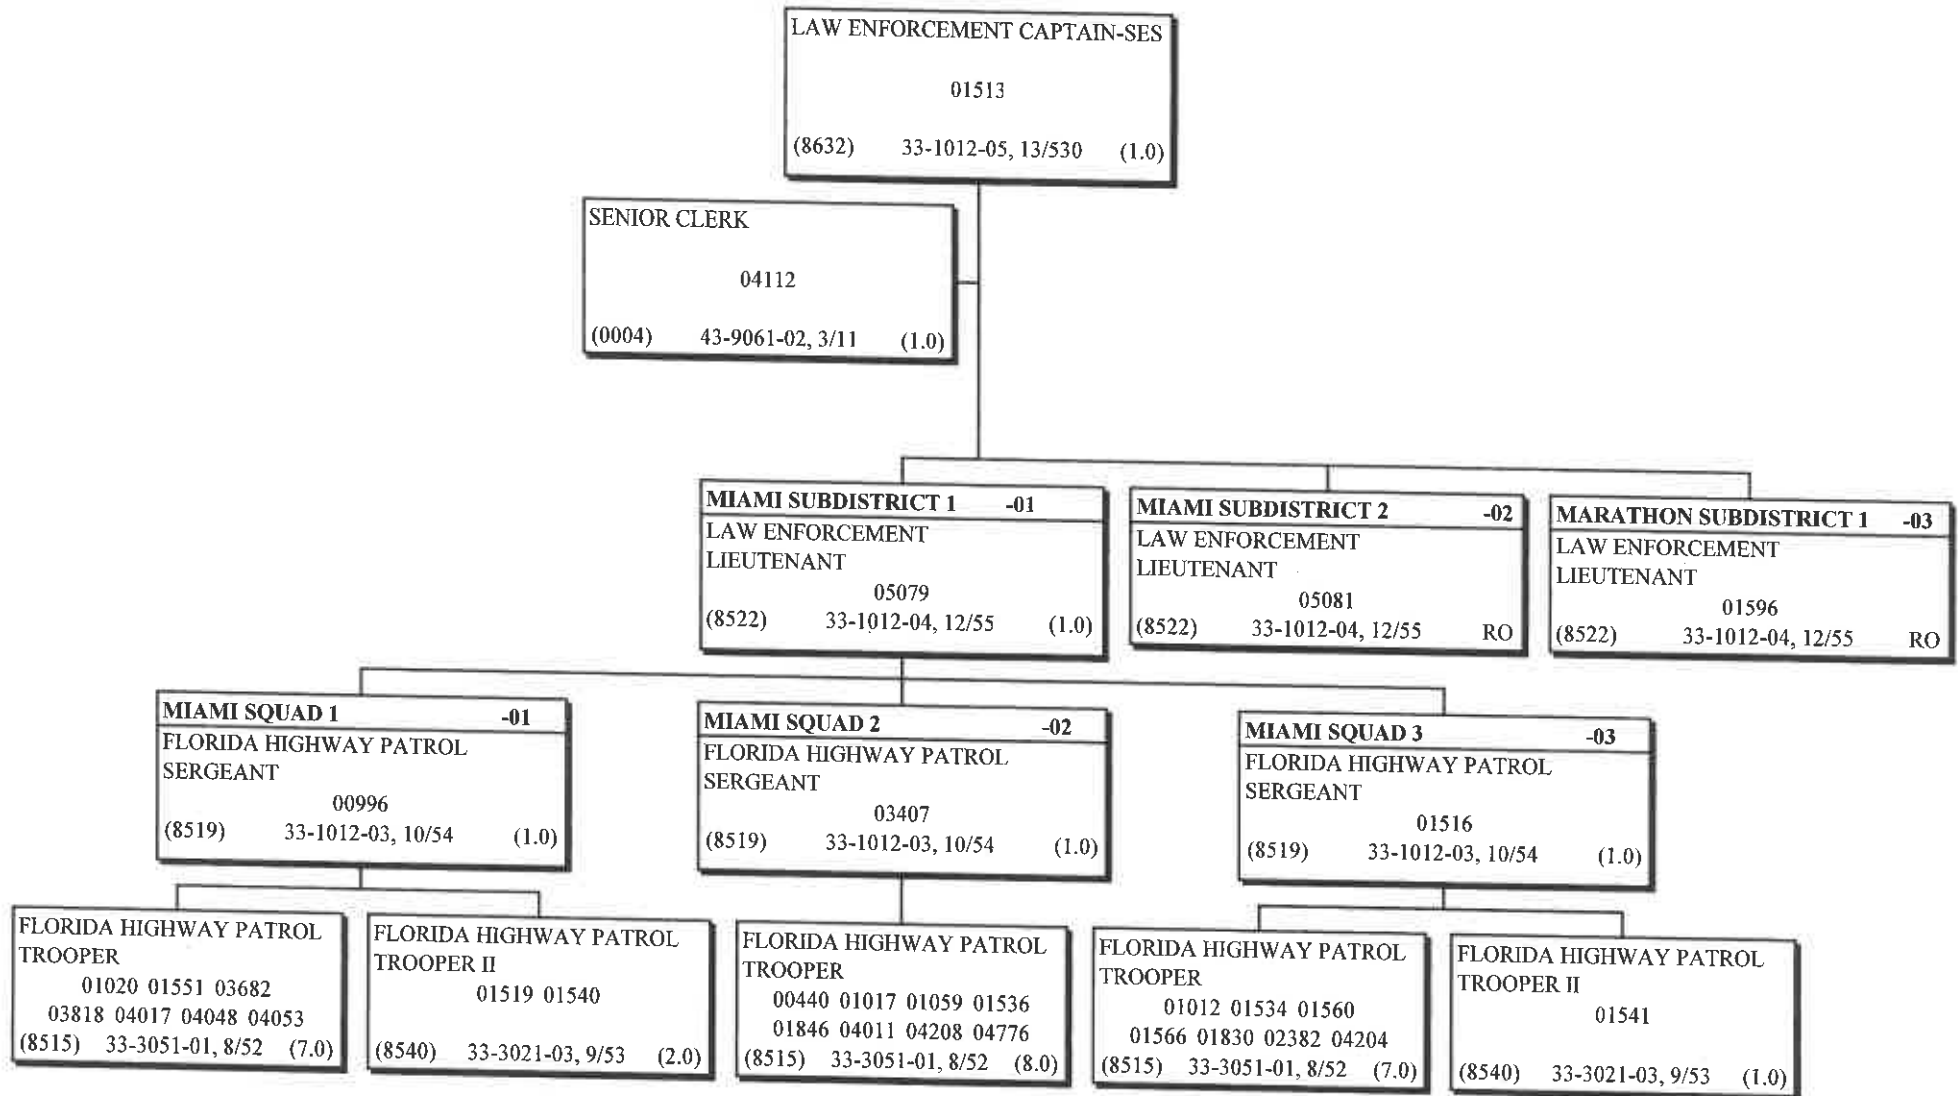 LAW ENFORCEMENT CAPTAIN-SES
01513
(8632) 33-1012-05, 13/530 (1.0)
SENIOR CLERK
04112
(0004) 43-9061-02, 3/11 (1.0)
MIAMI SUBDISTRICT 1 -01
LAW ENFORCEMENT
LIEUTENANT
05079
(8522) 33-1012-04, 12/55 (1.0)
MIAMI SUBDISTRICT 2 -02
LAW ENFORCEMENT
LIEUTENANT
05081
(8522) 33-1012-04, 12/55 RO
MARATHON SUBDISTRICT 1 -03
LAW ENFORCEMENT
LIEUTENANT
01596
(8522) 33-1012-04, 12/55 RO
MIAMI SQUAD 1 -01
FLORIDA HIGHWAY PATROL
SERGEANT
00996
(8519) 33-1012-03, 10/54 (1.0)
MIAMI SQUAD 2 -02
FLORIDA HIGHWAY PATROL
SERGEANT
03407
(8519) 33-1012-03, 10/54 (1.0)
MIAMI SQUAD 3 -03
FLORIDA HIGHWAY PATROL
SERGEANT
01516
(8519) 33-1012-03, 10/54 (1.0)
FLORIDA HIGHWAY PATROL
TROOPER
01020 01551 03682
03818 04017 04048 04053
(8515) 33-3051-01, 8/52 (7.0)
FLORIDA HIGHWAY PATROL
TROOPER II
01519 01540
(8540) 33-3021-03, 9/53 (2.0)
FLORIDA HIGHWAY PATROL
TROOPER
00440 01017 01059 01536
01846 04011 04208 04776
(8515) 33-3051-01, 8/52 (8.0)
FLORIDA HIGHWAY PATROL
TROOPER
01012 01534 01560
01566 01830 02382 04204
(8515) 33-3051-01, 8/52 (7.0)
FLORIDA HIGHWAY PATROL
TROOPER II
01541
(8540) 33-3021-03, 9/53 (1.0)